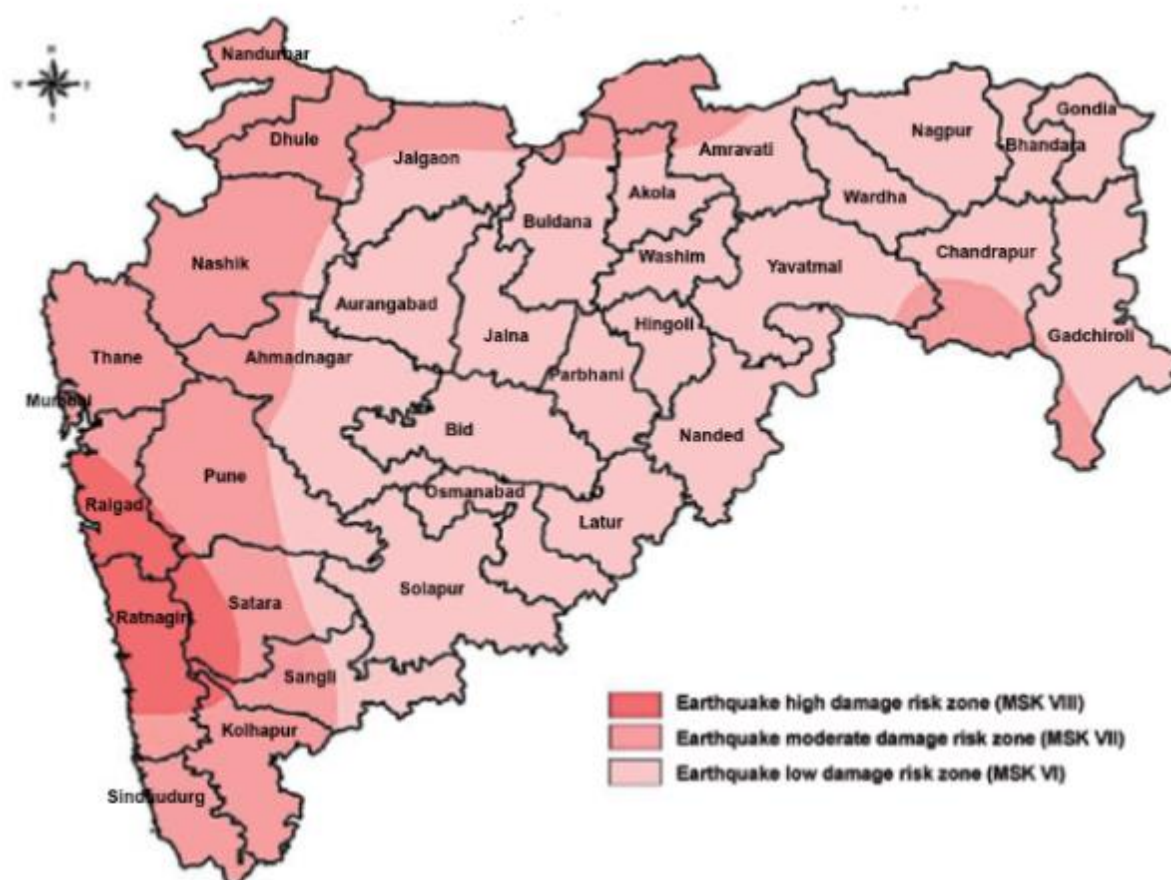 N
W
E
S
Nandurbar
Dhule
Jalgaon
Amravati
Nagpur
Gondia
Bhandara
Akola
Wardha
Buldana
Washim
Chandrapur
Nashik
Yavatmal
Aurangabad
Hingoli
Jalna
Gadchiroli
Thane
Ahmadnagar
Parbhani
Mumbai
Bid
Nanded
Pune
Osmanabad
Raigad
Latur
Solapur
Satara
Ratnagiri
Sangli
Kolhapur
Sindhudurg
Earthquake high damage risk zone (MSK VIII)
Earthquake moderate damage risk zone (MSK VII)
Earthquake low damage risk zone (MSK VI)